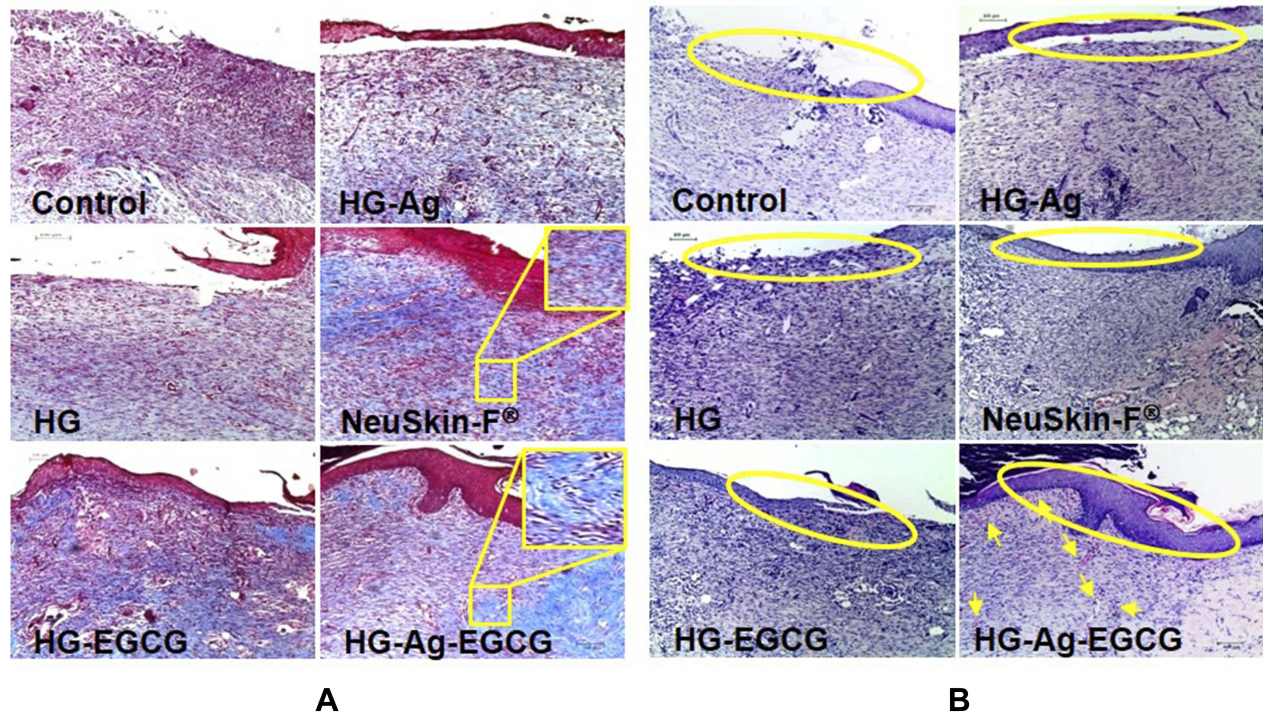 Control
HG-Ag
HG
NeuSkin-F®
HG-EGCG
HG-Ag-EGCG
A
Control
HG-Ag
HG
NeuSkin-F®
HG-EGCG
HG-Ag-EGCG
B